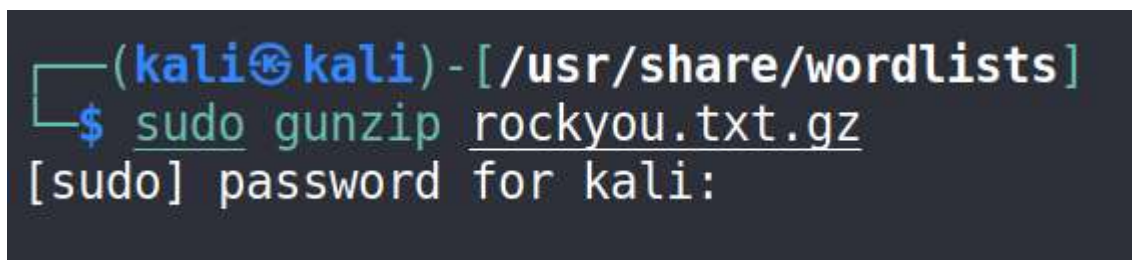 ┌──(kali㉿kali)-[/usr/share/wordlists]
└─$ sudo gunzip rockyou.txt.gz
[sudo] password for kali: